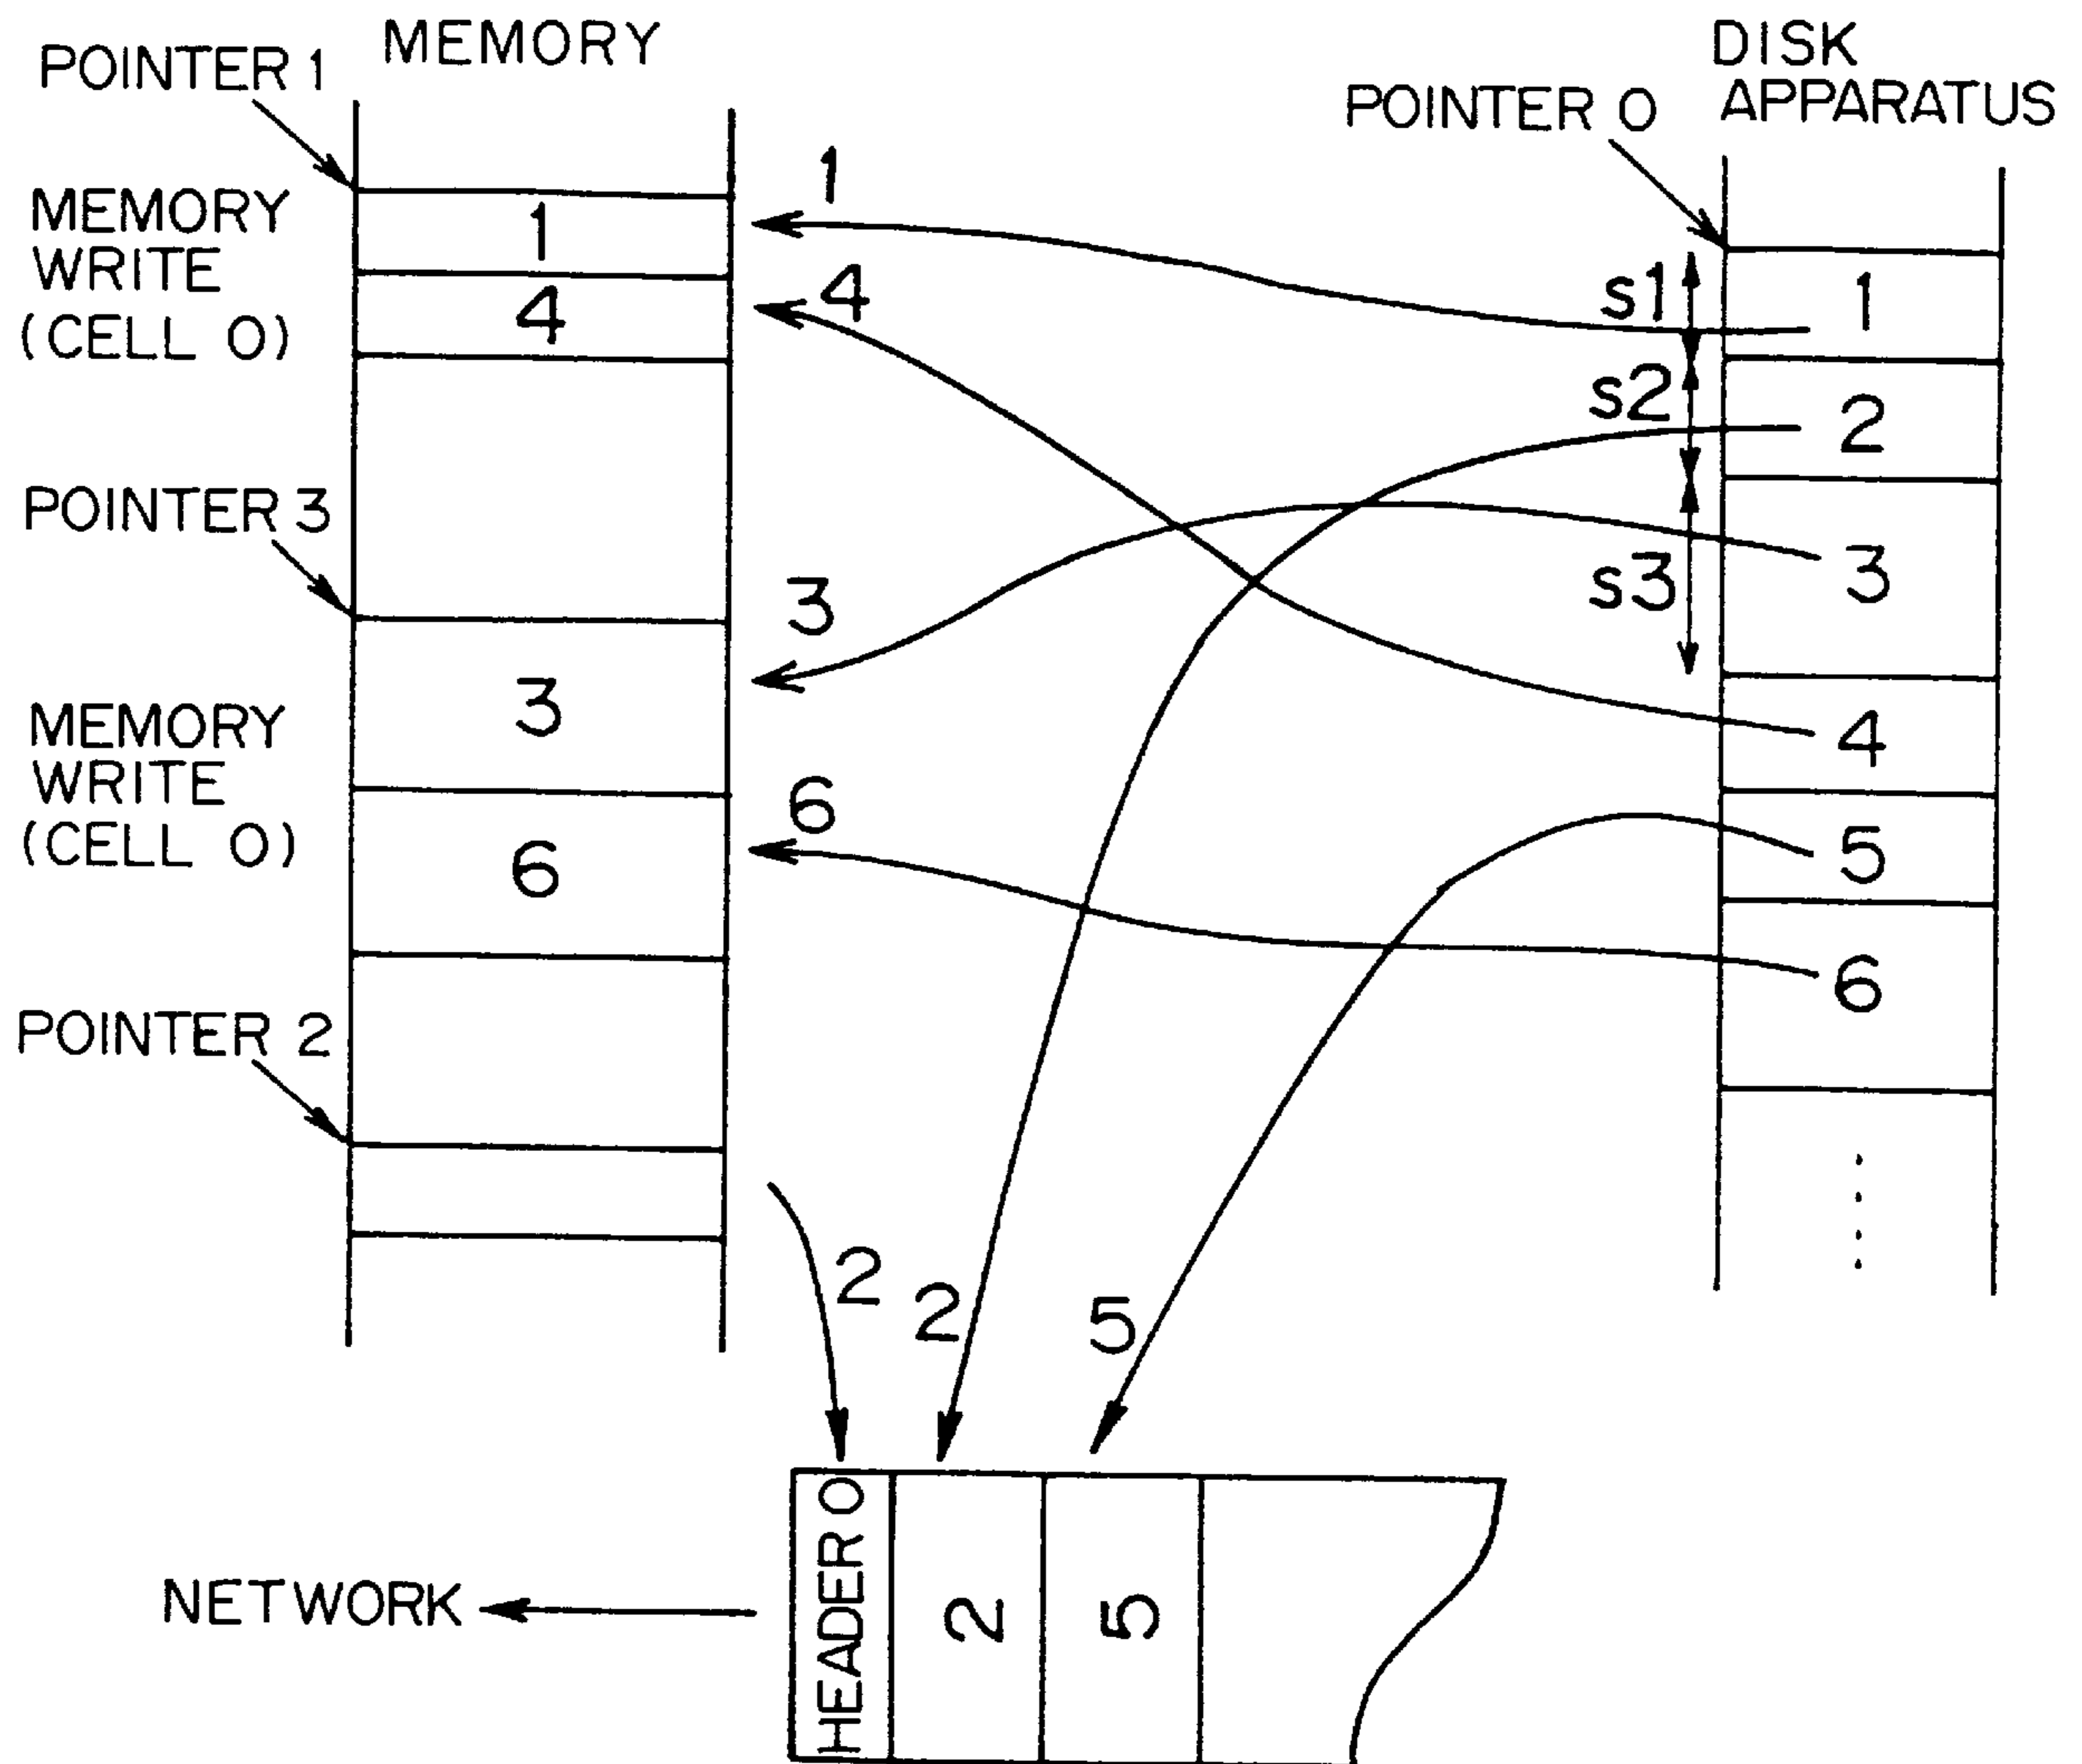 MEMORY
DISK
APPARATUS
POINTER 1
POINTER 0
MEMORY
WRITE
(CELL 0)
1
4
1
4
s1
1
s2
2
s3
3
POINTER 3
3
3
4
MEMORY
WRITE
(CELL 0)
6
6
5
6
POINTER 2
2
2
5
HEADER 0
2
5
NETWORK